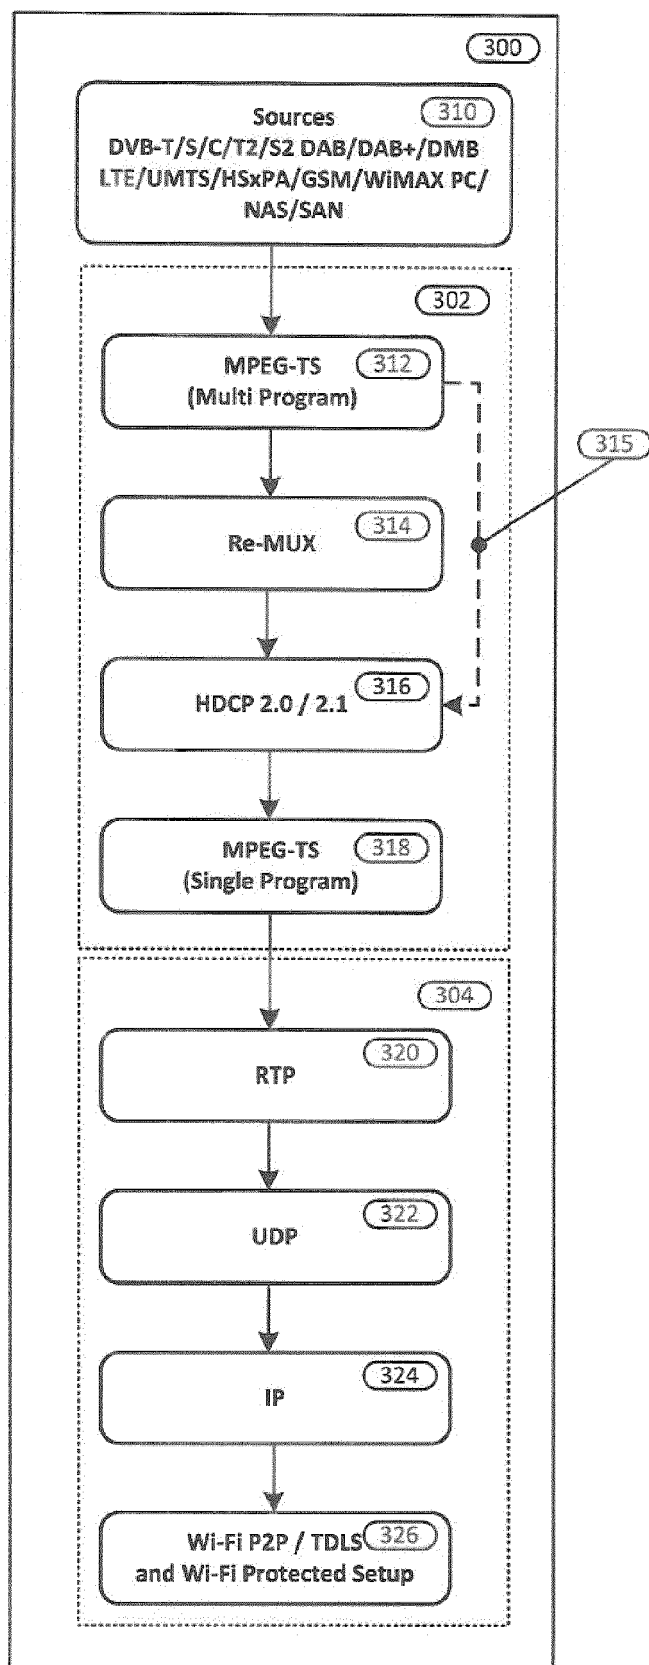 300
310
Sources
DVB-T/S/C/T2/S2 DAB/DAB+/DMB
LTE/UMTS/HSxPA/GSM/WiMAX PC/
NAS/SAN
302
MPEG-TS 312
(Multi Program)
315
314
Re-MUX
316
HDCP 2.0 / 2.1
MPEG-TS 318
(Single Program)
304
320
RTP
322
UDP
324
IP
Wi-Fi P2P / TDLS 326
and Wi-Fi Protected Setup